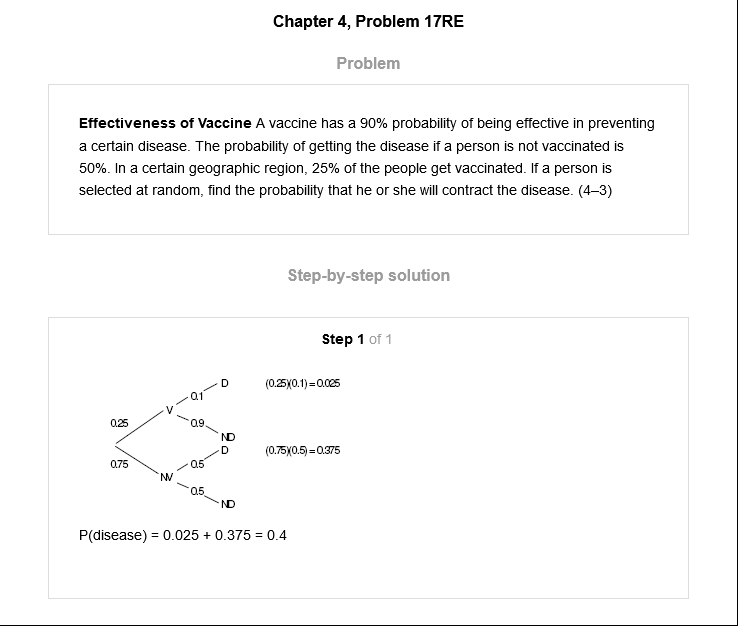 Chapter 4, Problem 17RE
Problem
Effectiveness of Vaccine A vaccine has a 90% probability of being effective in preventing
a certain disease. The probability of getting the disease if a person is not vaccinated is
50%. In a certain geographic region, 25% of the people get vaccinated. If a person is
selected at random, find the probability that he or she will contract the disease. (4–3)
Step-by-step solution
Step 1 of 1
D (0.25)(0.1)=0.025
0.1
V
0.25 0.9
ND
D (0.75)(0.5)=0.375
0.75 0.5
NV
0.5
ND
P(disease) = 0.025 + 0.375 = 0.4